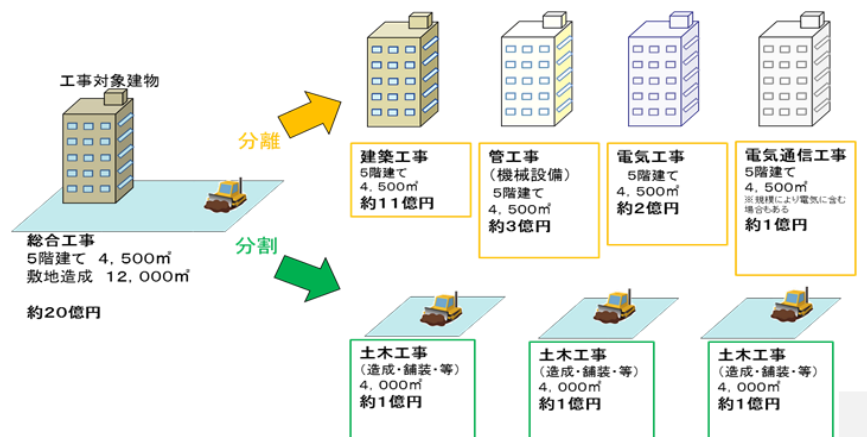 工事対象建物
分離
分割
総合工事
5階建て 4,500㎡
敷地造成 12,000㎡
約20億円
建築工事
5階建て
4,500㎡
約11億円
管工事
(機械設備)
5階建て
4,500㎡
約3億円
電気工事
5階建て
4,500㎡
約2億円
電気通信工事
5階建て
4,500㎡
※規模により電気に含む
場合もある
約1億円
土木工事
(造成・舗装・等)
4,000㎡
約1億円
土木工事
(造成・舗装・等)
4,000㎡
約1億円
土木工事
(造成・舗装・等)
4,000㎡
約1億円